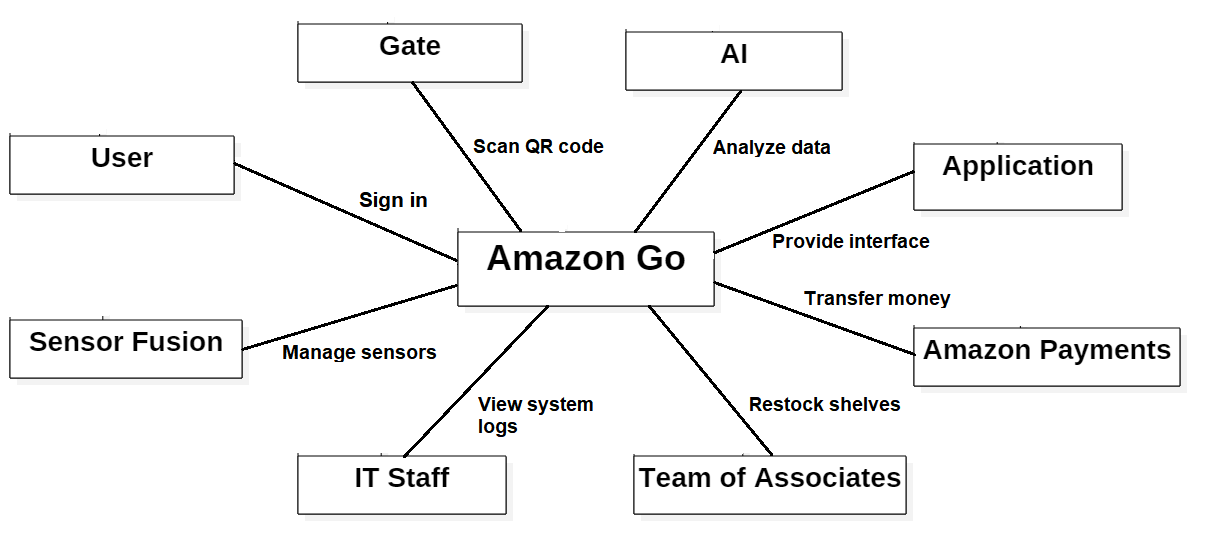 Gate
AI
User
Scan QR code
Analyze data
Application
Sign in
Provide interface
Amazon Go
Transfer money
Sensor Fusion
Manage sensors
Amazon Payments
View system
logs
Restock shelves
IT Staff
Team of Associates